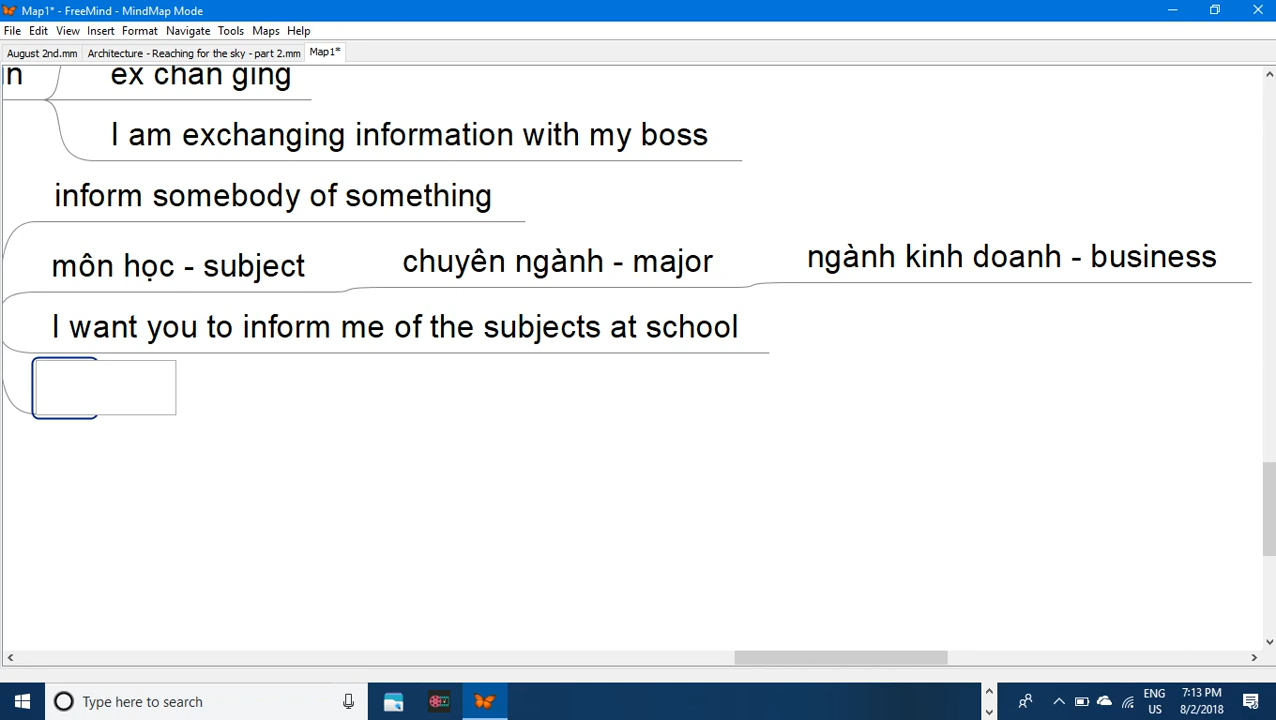 Map1* - FreeMind - MindMap Mode
File Edit View Insert Format Navigate Tools Maps Help
August 2nd.mm Architecture - Reaching for the sky - part 2.mm Map1*
ex chan ging
I am exchanging information with my boss
inform somebody of something
môn học - subject chuyên ngành - major ngành kinh doanh - business
I want you to inform me of the subjects at school
Type here to search
ENG 7:13 PM
US 8/2/2018